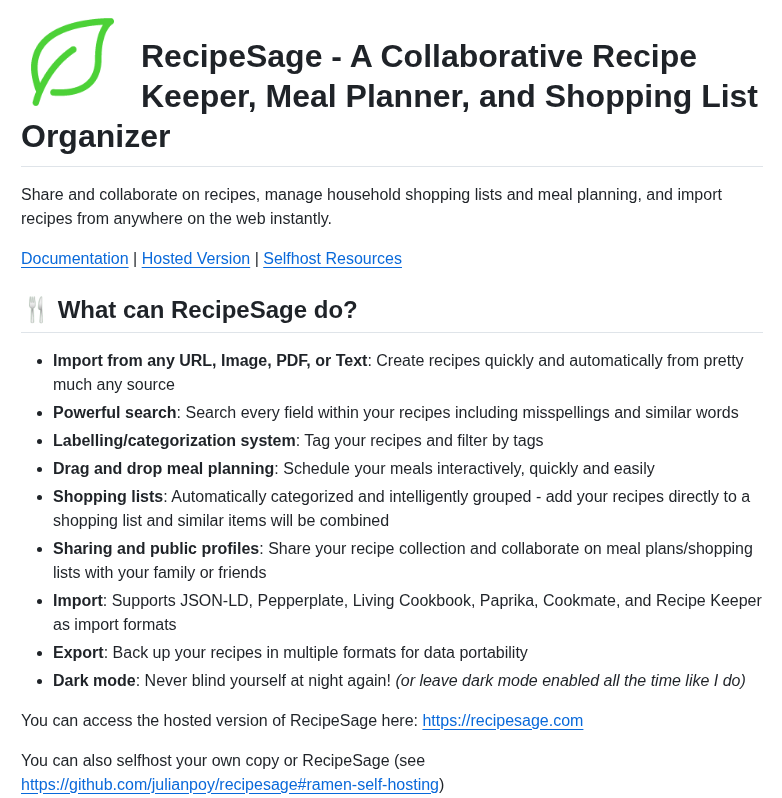 RecipeSage - A Collaborative Recipe
Keeper, Meal Planner, and Shopping List
Organizer
Share and collaborate on recipes, manage household shopping lists and meal planning, and import
recipes from anywhere on the web instantly.
Documentation | Hosted Version | Selfhost Resources
🍴 What can RecipeSage do?
• Import from any URL, Image, PDF, or Text: Create recipes quickly and automatically from pretty
much any source
• Powerful search: Search every field within your recipes including misspellings and similar words
• Labelling/categorization system: Tag your recipes and filter by tags
• Drag and drop meal planning: Schedule your meals interactively, quickly and easily
• Shopping lists: Automatically categorized and intelligently grouped - add your recipes directly to a
shopping list and similar items will be combined
• Sharing and public profiles: Share your recipe collection and collaborate on meal plans/shopping
lists with your family or friends
• Import: Supports JSON-LD, Pepperplate, Living Cookbook, Paprika, Cookmate, and Recipe Keeper
as import formats
• Export: Back up your recipes in multiple formats for data portability
• Dark mode: Never blind yourself at night again! (or leave dark mode enabled all the time like I do)
You can access the hosted version of RecipeSage here: https://recipesage.com
You can also selfhost your own copy or RecipeSage (see
https://github.com/julianpoy/recipesage#ramen-self-hosting)